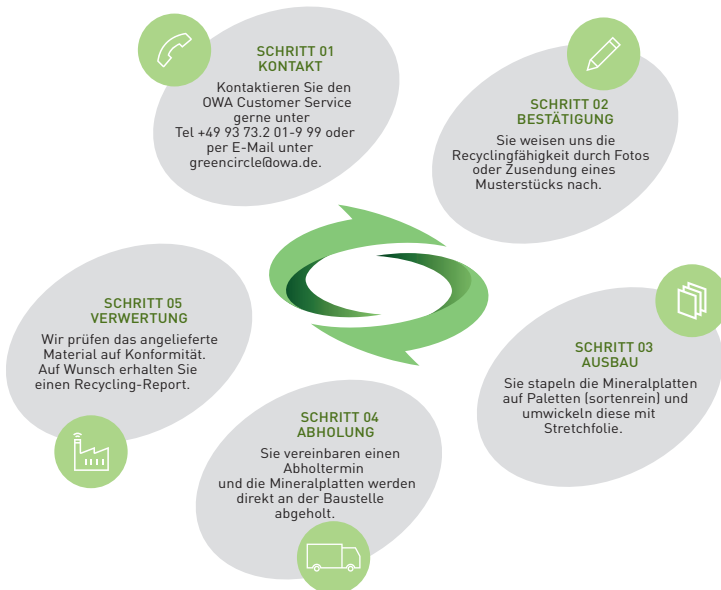 SCHRITT 01
KONTAKT
Kontaktieren Sie den
OWA Customer Service
gerne unter
Tel +49 93 73.2 01-9 99 oder
per E-Mail unter
greencircle@owa.de.
SCHRITT 02
BESTÄTIGUNG
Sie weisen uns die
Recyclingfähigkeit durch Fotos
oder Zusendung eines
Musterstücks nach.
SCHRITT 03
AUSBAU
Sie stapeln die Mineralplatten
auf Paletten (sortenrein) und
umwickeln diese mit
Stretchfolie.
SCHRITT 04
ABHOLUNG
Sie vereinbaren einen
Abholtermin
und die Mineralplatten werden
direkt an der Baustelle
abgeholt.
SCHRITT 05
VERWERTUNG
Wir prüfen das angelieferte
Material auf Konformität.
Auf Wunsch erhalten Sie
einen Recycling-Report.